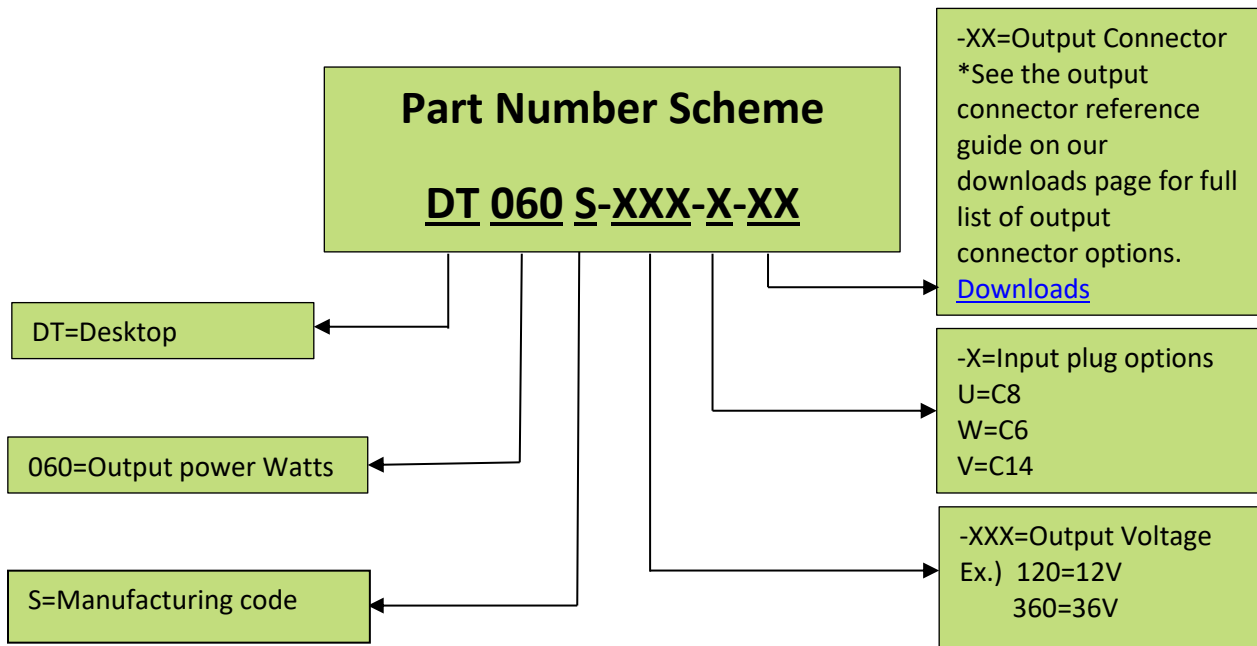 Part Number Scheme
DT 060 S-XXX-X-XX
-XX=Output Connector
*See the output
connector reference
guide on our
downloads page for full
list of output
connector options.
Downloads
DT=Desktop
-X=Input plug options
U=C8
W=C6
V=C14
060=Output power Watts
-XXX=Output Voltage
Ex.) 120=12V
360=36V
S=Manufacturing code